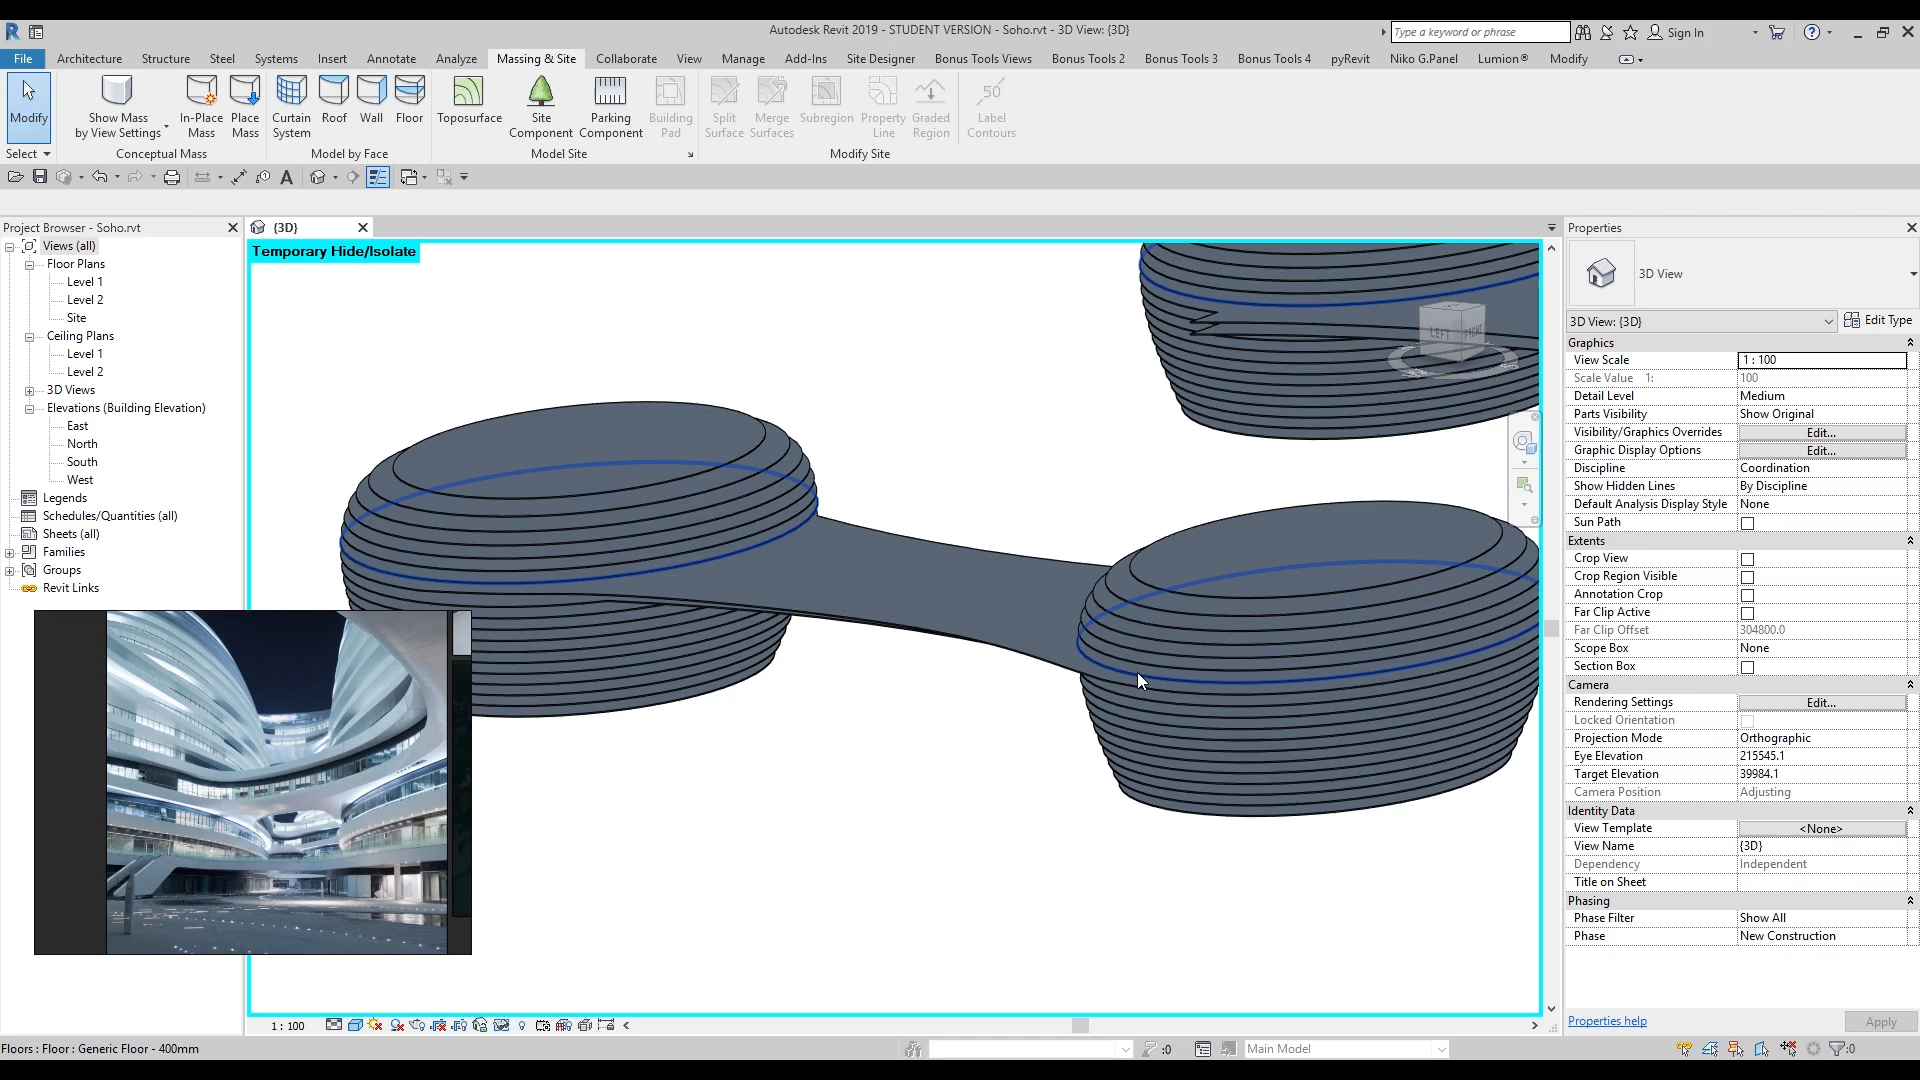 Autodesk Revit 2019 - STUDENT VERSION - Soho.rvt - 3D View: {3D}
Type a keyword or phrase
Sign In
File Architecture Structure Steel Systems Insert Annotate Analyze Massing & Site Collaborate View Manage Add-Ins Site Designer Bonus Tools Views Bonus Tools 2 Bonus Tools 3 Bonus Tools 4 pyRevit Niko G.Panel Lumion® Modify
Modify
Show Mass by View Settings
In-Place Mass
Place Mass
Curtain System
Roof
Wall
Floor
Toposurface
Site Component
Parking Component
Building Pad
Split Surface
Merge Surfaces
Subregion
Property Line
Graded Region
50
Label Contours
Select
Conceptual Mass
Model by Face
Model Site
Modify Site
Project Browser - Soho.rvt
Views (all)
Floor Plans
Level 1
Level 2
Site
Ceiling Plans
Level 1
Level 2
3D Views
Elevations (Building Elevation)
East
North
South
West
Legends
Schedules/Quantities (all)
Sheets (all)
Families
Groups
Revit Links
{3D}
Temporary Hide/Isolate
LEFT
1 : 100
Properties
3D View
3D View: {3D}
Edit Type
Graphics
View Scale 1 : 100
Scale Value 1: 100
Detail Level Medium
Parts Visibility Show Original
Visibility/Graphics Overrides Edit...
Graphic Display Options Edit...
Discipline Coordination
Show Hidden Lines By Discipline
Default Analysis Display Style None
Sun Path
Extents
Crop View
Crop Region Visible
Annotation Crop
Far Clip Active
Far Clip Offset 304800.0
Scope Box None
Section Box
Camera
Rendering Settings Edit...
Locked Orientation
Projection Mode Orthographic
Eye Elevation 215545.1
Target Elevation 39984.1
Camera Position Adjusting
Identity Data
View Template <None>
View Name {3D}
Dependency Independent
Title on Sheet
Phasing
Phase Filter Show All
Phase New Construction
Properties help
Apply
Floors : Floor : Generic Floor - 400mm
:0
Main Model
:0